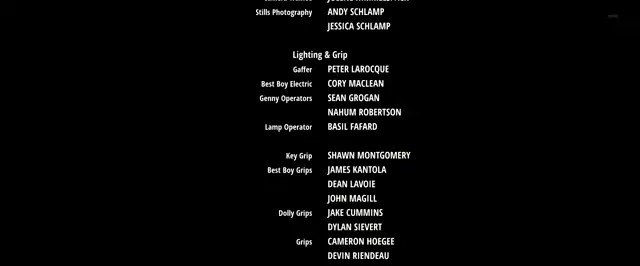 Stills Photography ANDY SCHLAMP
JESSICA SCHLAMP
Lighting & Grip
Gaffer PETER LAROCQUE
Best Boy Electric CORY MACLEAN
Genny Operators SEAN GROGAN
NAHUM ROBERTSON
Lamp Operator BASIL FAFARD
Key Grip SHAWN MONTGOMERY
Best Boy Grips JAMES KANTOLA
DEAN LAVOIE
JOHN MAGILL
Dolly Grips JAKE CUMMINS
DYLAN SIEVERT
Grips CAMERON HOEGEE
DEVIN RIENDEAU